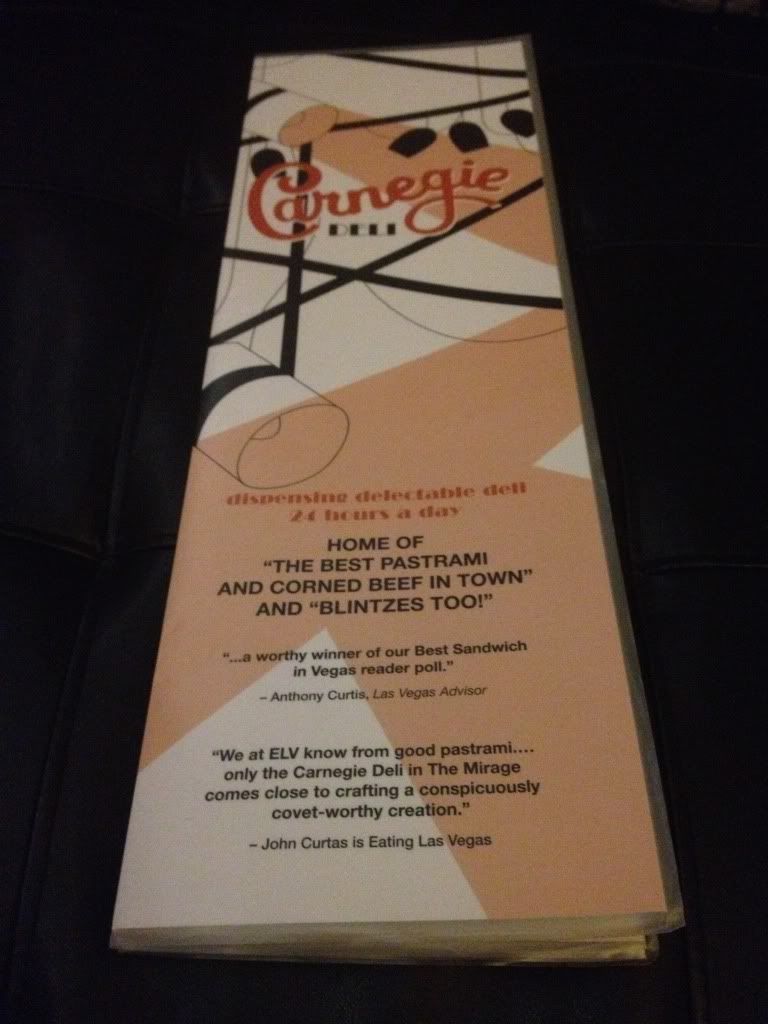 Carnegie
DELI
dispensing delectable deli
24 hours a day
HOME OF
“THE BEST PASTRAMI
AND CORNED BEEF IN TOWN”
AND “BLINTZES TOO!”
“...a worthy winner of our Best Sandwich
in Vegas reader poll.”
– Anthony Curtis, Las Vegas Advisor
“We at ELV know from good pastrami....
only the Carnegie Deli in The Mirage
comes close to crafting a conspicuously
covet-worthy creation.”
– John Curtas is Eating Las Vegas